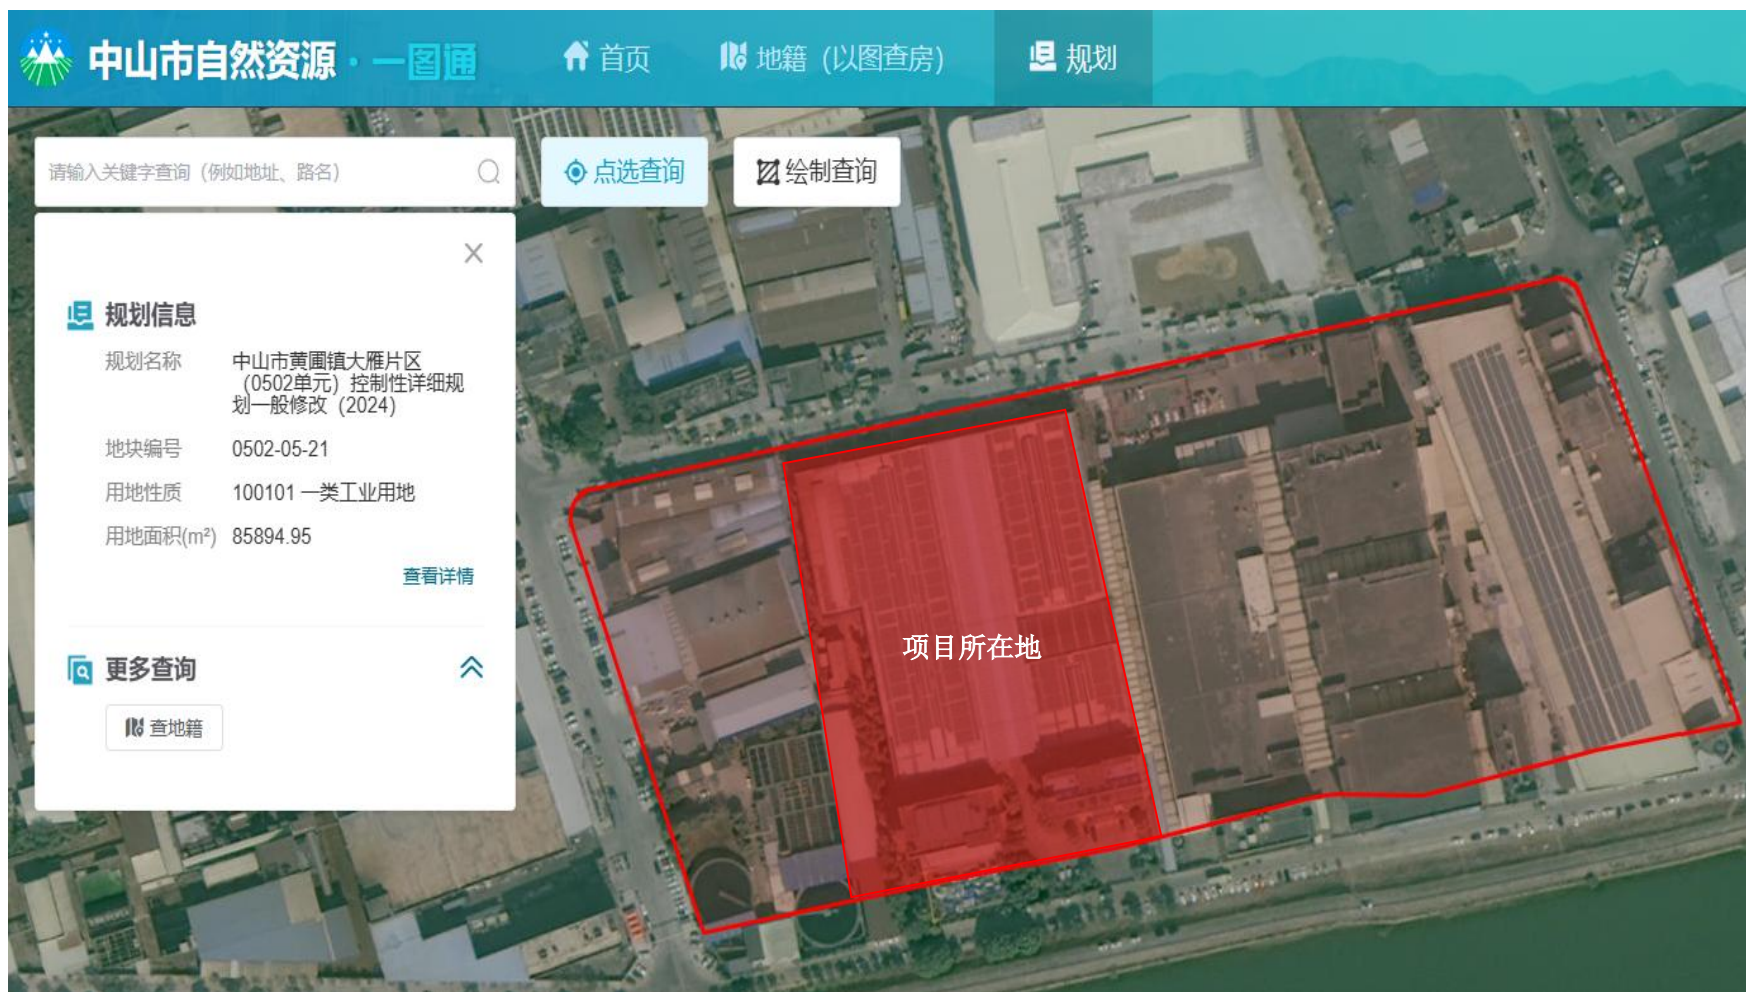 中山市自然资源·一图通
首页
地籍（以图查房）
规划
请输入关键字查询（例如地址、路名）
点选查询
绘制查询
规划信息
规划名称
中山市黄圃镇大雁片区
（0502单元）控制性详细规
划一般修改（2024）
地块编号
0502-05-21
用地性质
100101 一类工业用地
用地面积(m²)
85894.95
查看详情
更多查询
查地籍
项目所在地